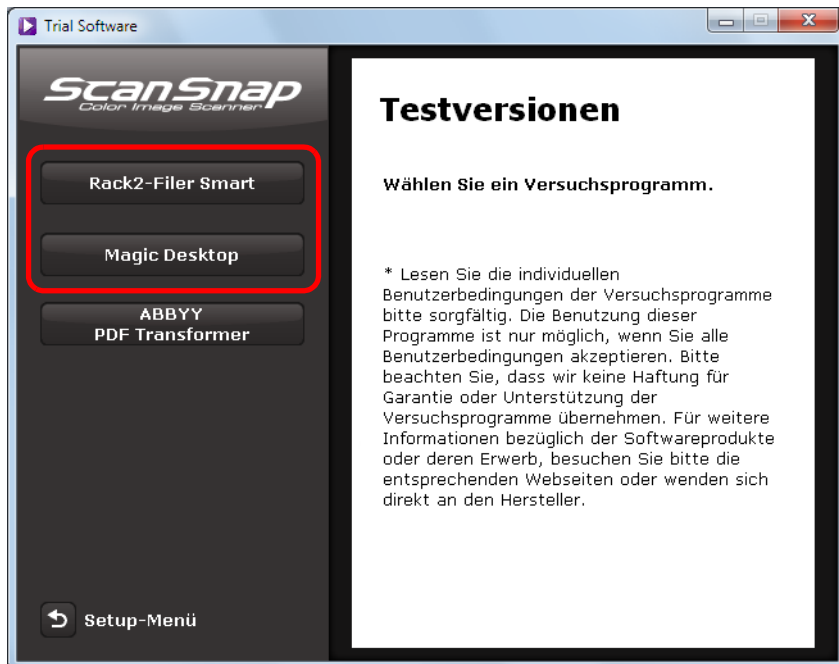 Trial Software
ScanSnap
Color Image Scanner
Rack2-Filer Smart
Magic Desktop
ABBYY
PDF Transformer
Setup-Menü
Testversionen
Wählen Sie ein Versuchsprogramm.
* Lesen Sie die individuellen
Benutzerbedingungen der Versuchsprogramme
bitte sorgfältig. Die Benutzung dieser
Programme ist nur möglich, wenn Sie alle
Benutzerbedingungen akzeptieren. Bitte
beachten Sie, dass wir keine Haftung für
Garantie oder Unterstützung der
Versuchsprogramme übernehmen. Für weitere
Informationen bezüglich der Softwareprodukte
oder deren Erwerb, besuchen Sie bitte die
entsprechenden Webseiten oder wenden sich
direkt an den Hersteller.